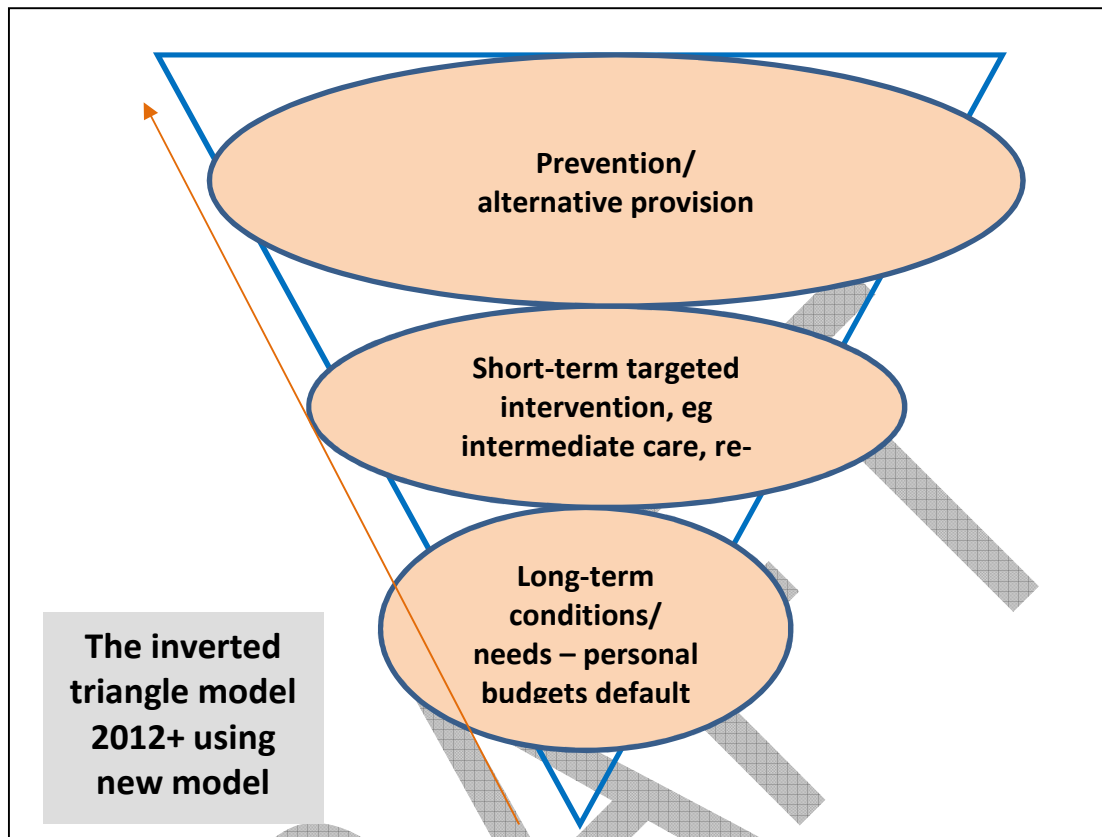 Prevention/
alternative provision
Short-term targeted
intervention, eg
intermediate care, re-
Long-term
conditions/
needs – personal
budgets default
The inverted
triangle model
2012+ using
new model